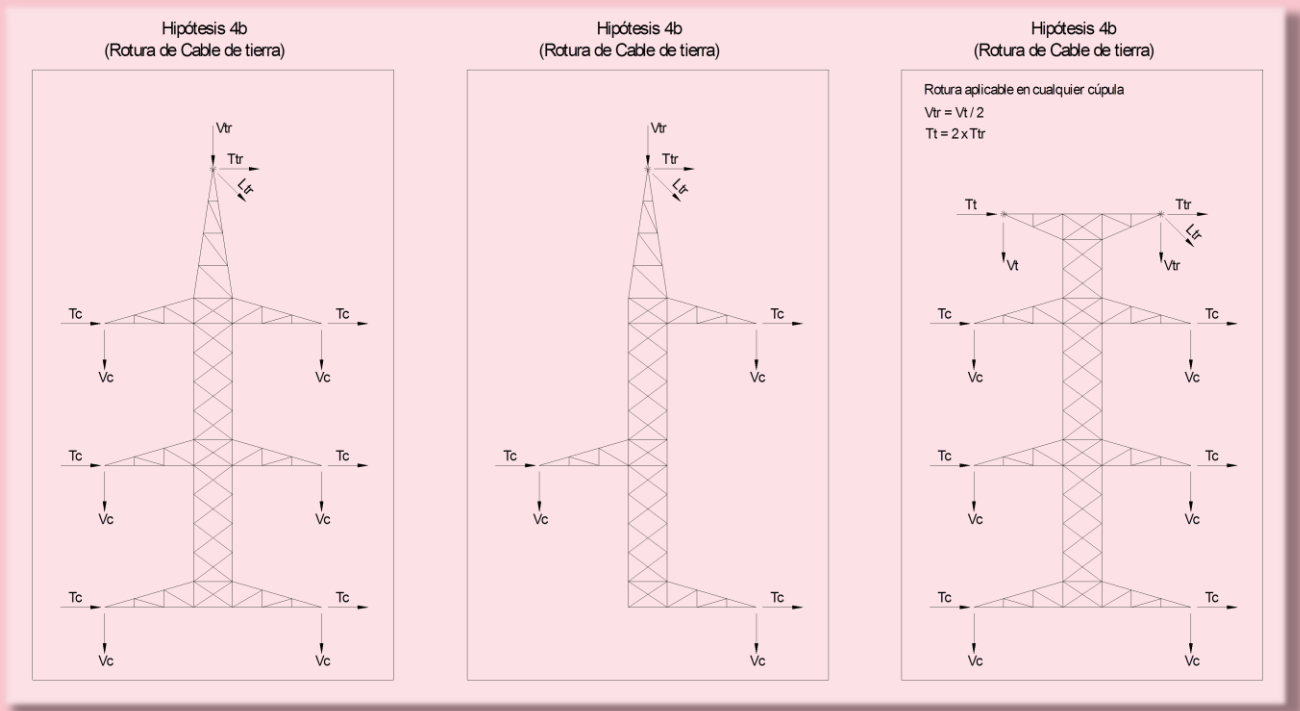 Hipótesis 4b
(Rotura de Cable de tierra)
Vtr
Ttr
Ltr
Tc
Tc
Vc
Vc
Tc
Tc
Vc
Vc
Tc
Tc
Vc
Vc
Hipótesis 4b
(Rotura de Cable de tierra)
Vtr
Ttr
Ltr
Tc
Vc
Tc
Vc
Tc
Vc
Hipótesis 4b
(Rotura de Cable de tierra)
Rotura aplicable en cualquier cúpula
Vtr = Vt / 2
Tt = 2 x Ttr
Tt
Ttr
Ltr
Vt
Vtr
Tc
Tc
Vc
Vc
Tc
Tc
Vc
Vc
Tc
Tc
Vc
Vc